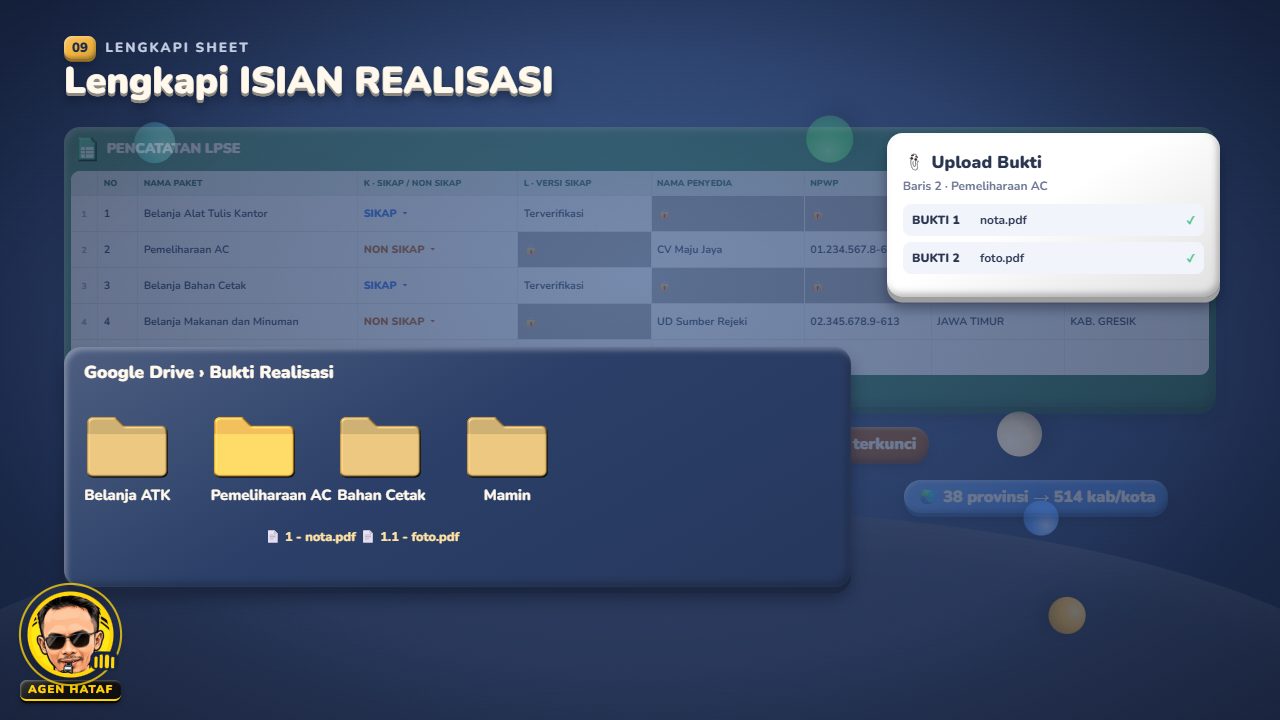 09 LENGKAPI SHEET
Lengkapi ISIAN REALISASI
PENCATATAN LPSE
NO NAMA PAKET K · SIKAP / NON SIKAP L · VERSI SIKAP NAMA PENYEDIA NPWP
1 1 Belanja Alat Tulis Kantor SIKAP Terverifikasi
2 2 Pemeliharaan AC NON SIKAP CV Maju Jaya 01.234.567.8-6
3 3 Belanja Bahan Cetak SIKAP Terverifikasi
4 4 Belanja Makanan dan Minuman NON SIKAP UD Sumber Rejeki 02.345.678.9-613 JAWA TIMUR KAB. GRESIK
Upload Bukti
Baris 2 · Pemeliharaan AC
BUKTI 1 nota.pdf ✓
BUKTI 2 foto.pdf ✓
Google Drive › Bukti Realisasi
Belanja ATK Pemeliharaan AC Bahan Cetak Mamin
1 - nota.pdf 1.1 - foto.pdf
terkunci
38 provinsi → 514 kab/kota
AGEN HATAF